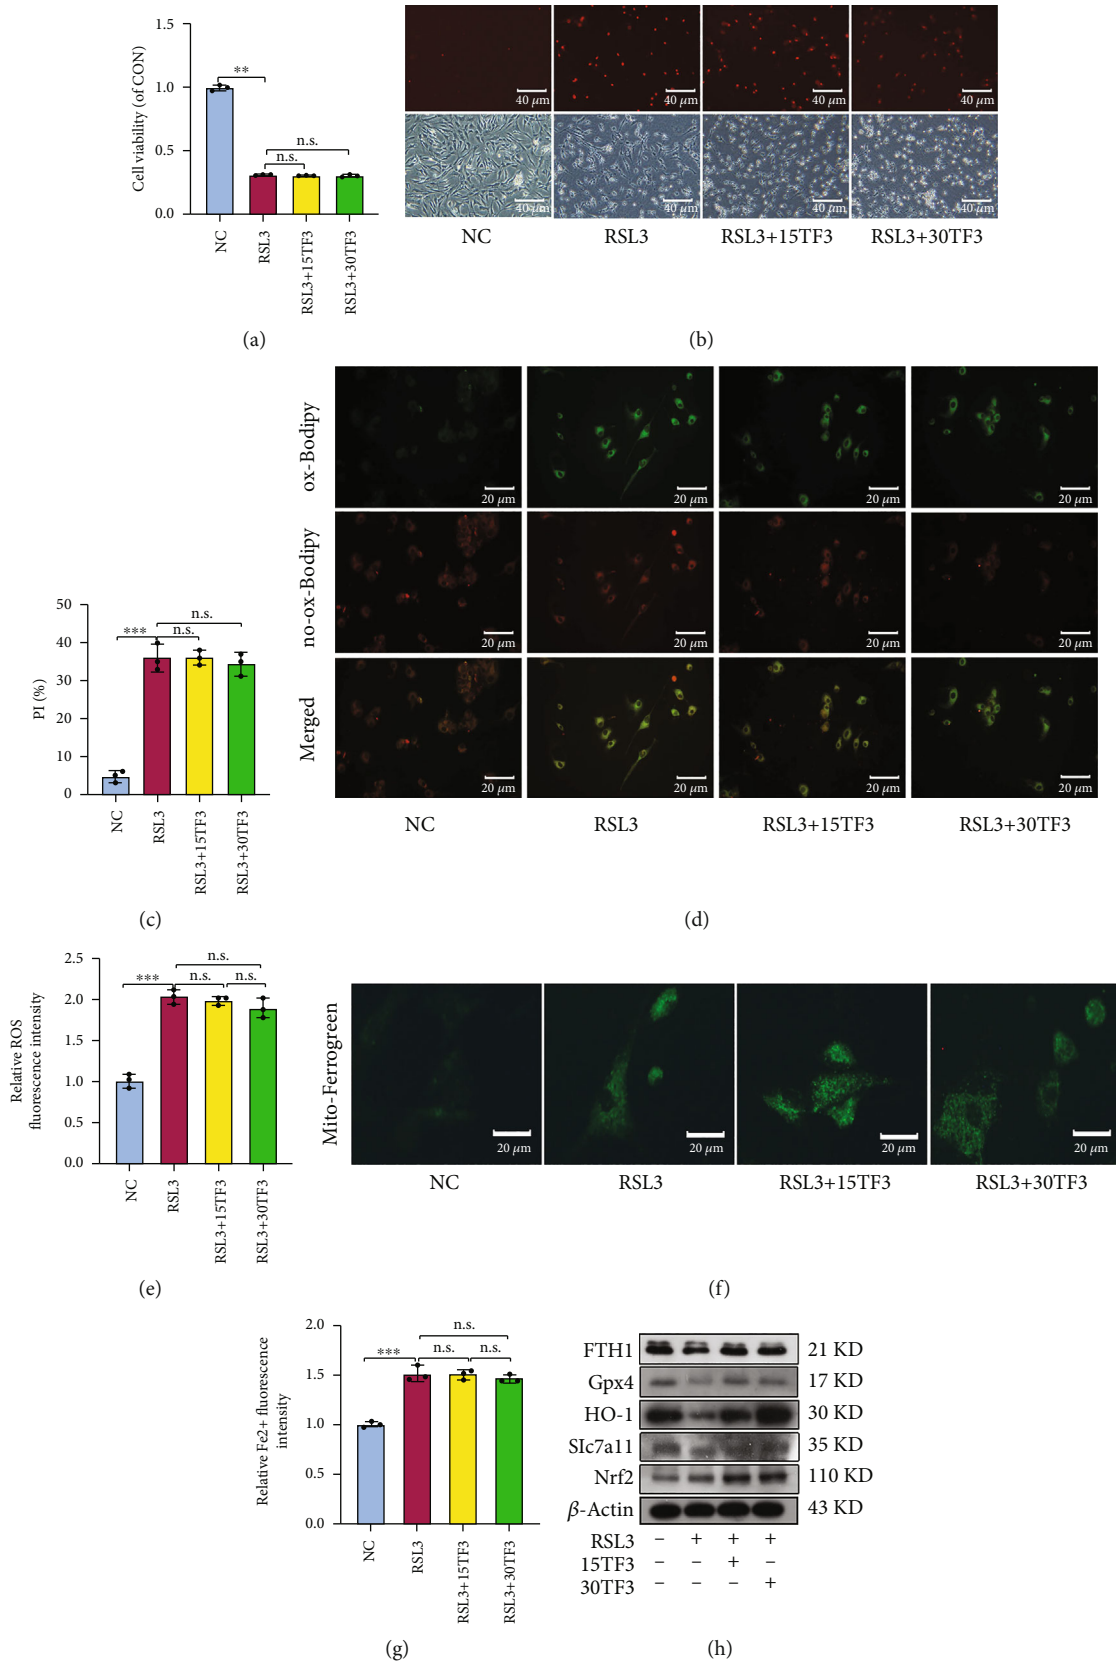 1.5
1.0
0.5
0.0
Cell viability (of CON)
**
n.s.
n.s.
NC
RSL3
RSL3+15TF3
RSL3+30TF3
(a)
40 µm
40 µm
40 µm
40 µm
40 µm
40 µm
40 µm
40 µm
NC
RSL3
RSL3+15TF3
RSL3+30TF3
(b)
50
40
30
20
10
0
PI (%)
***
n.s.
n.s.
NC
RSL3
RSL3+15TF3
RSL3+30TF3
(c)
ox-Bodipy
20 µm
20 µm
20 µm
20 µm
no-ox-Bodipy
20 µm
20 µm
20 µm
20 µm
Merged
20 µm
20 µm
20 µm
20 µm
NC
RSL3
RSL3+15TF3
RSL3+30TF3
(d)
2.5
2.0
1.5
1.0
0.5
0.0
Relative ROS
fluorescence intensity
***
n.s.
n.s.
n.s.
NC
RSL3
RSL3+15TF3
RSL3+30TF3
(e)
Mito-Ferrogreen
20 µm
20 µm
20 µm
20 µm
NC
RSL3
RSL3+15TF3
RSL3+30TF3
(f)
2.0
1.5
1.0
0.5
0.0
Relative Fe2+ fluorescence
intensity
***
n.s.
n.s.
n.s.
NC
RSL3
RSL3+15TF3
RSL3+30TF3
(g)
FTH1 21 KD
Gpx4 17 KD
HO-1 30 KD
SIc7a11 35 KD
Nrf2 110 KD
β-Actin 43 KD
RSL3 − + + +
15TF3 − − + −
30TF3 − − − +
(h)